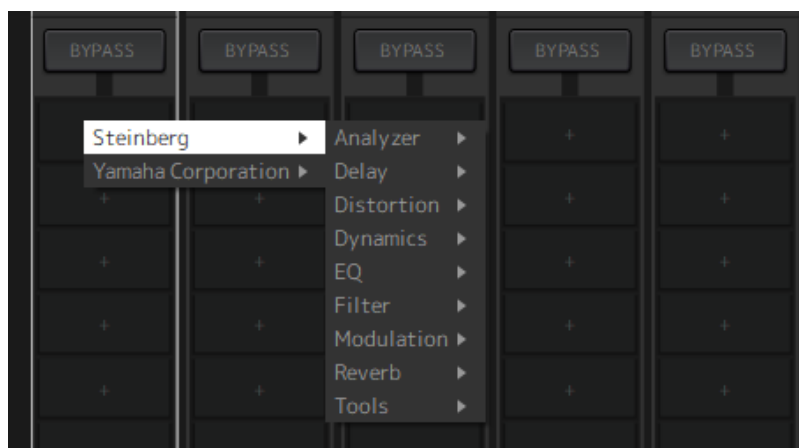 BYPASS BYPASS BYPASS BYPASS BYPASS
Steinberg
Yamaha Corporation
Analyzer
Delay
Distortion
Dynamics
EQ
Filter
Modulation
Reverb
Tools